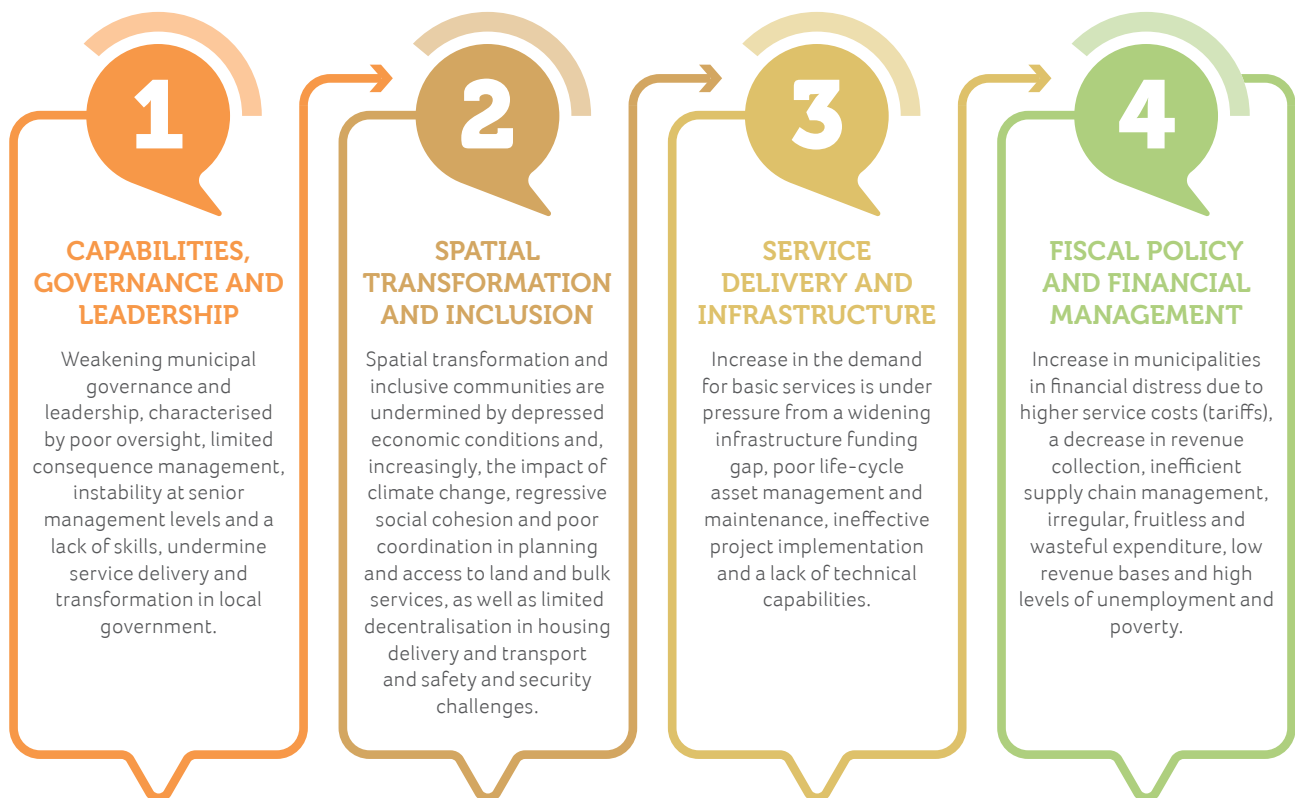 1
CAPABILITIES,
GOVERNANCE AND
LEADERSHIP
Weakening municipal
governance and
leadership, characterised
by poor oversight, limited
consequence management,
instability at senior
management levels and a
lack of skills, undermine
service delivery and
transformation in local
government.
2
SPATIAL
TRANSFORMATION
AND INCLUSION
Spatial transformation and
inclusive communities are
undermined by depressed
economic conditions and,
increasingly, the impact of
climate change, regressive
social cohesion and poor
coordination in planning
and access to land and bulk
services, as well as limited
decentralisation in housing
delivery and transport
and safety and security
challenges.
3
SERVICE
DELIVERY AND
INFRASTRUCTURE
Increase in the demand
for basic services is under
pressure from a widening
infrastructure funding
gap, poor life-cycle
asset management and
maintenance, ineffective
project implementation
and a lack of technical
capabilities.
4
FISCAL POLICY
AND FINANCIAL
MANAGEMENT
Increase in municipalities
in financial distress due to
higher service costs (tariffs),
a decrease in revenue
collection, inefficient
supply chain management,
irregular, fruitless and
wasteful expenditure, low
revenue bases and high
levels of unemployment and
poverty.